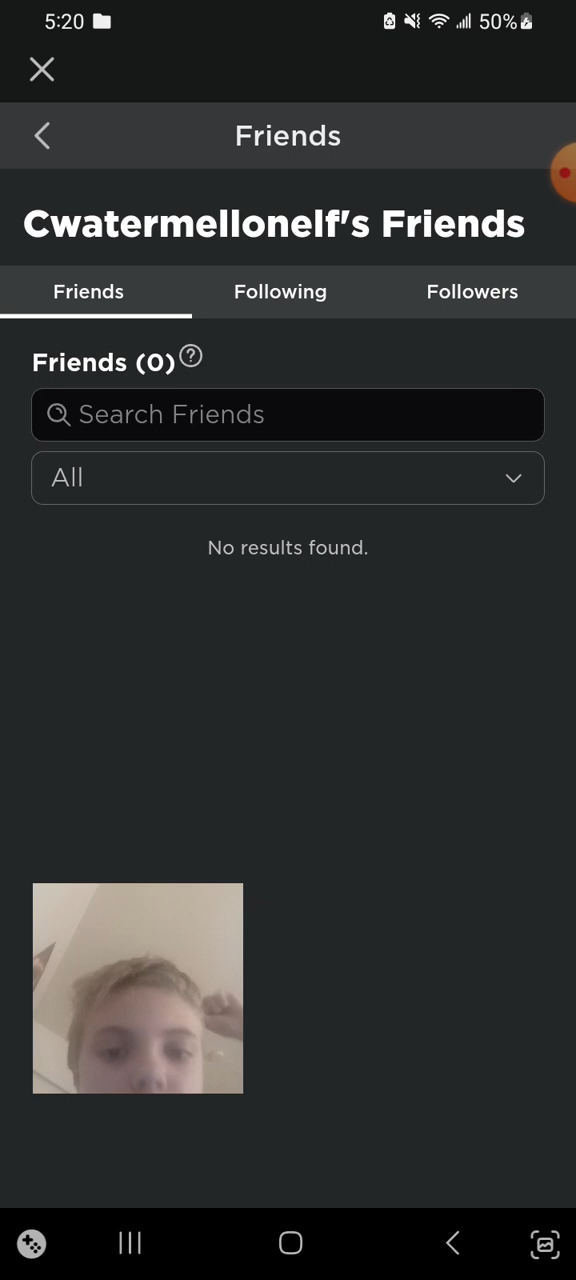 5:20
50%
Friends
Cwatermellonelf's Friends
Friends
Following
Followers
Friends (0)
?
Search Friends
All
No results found.